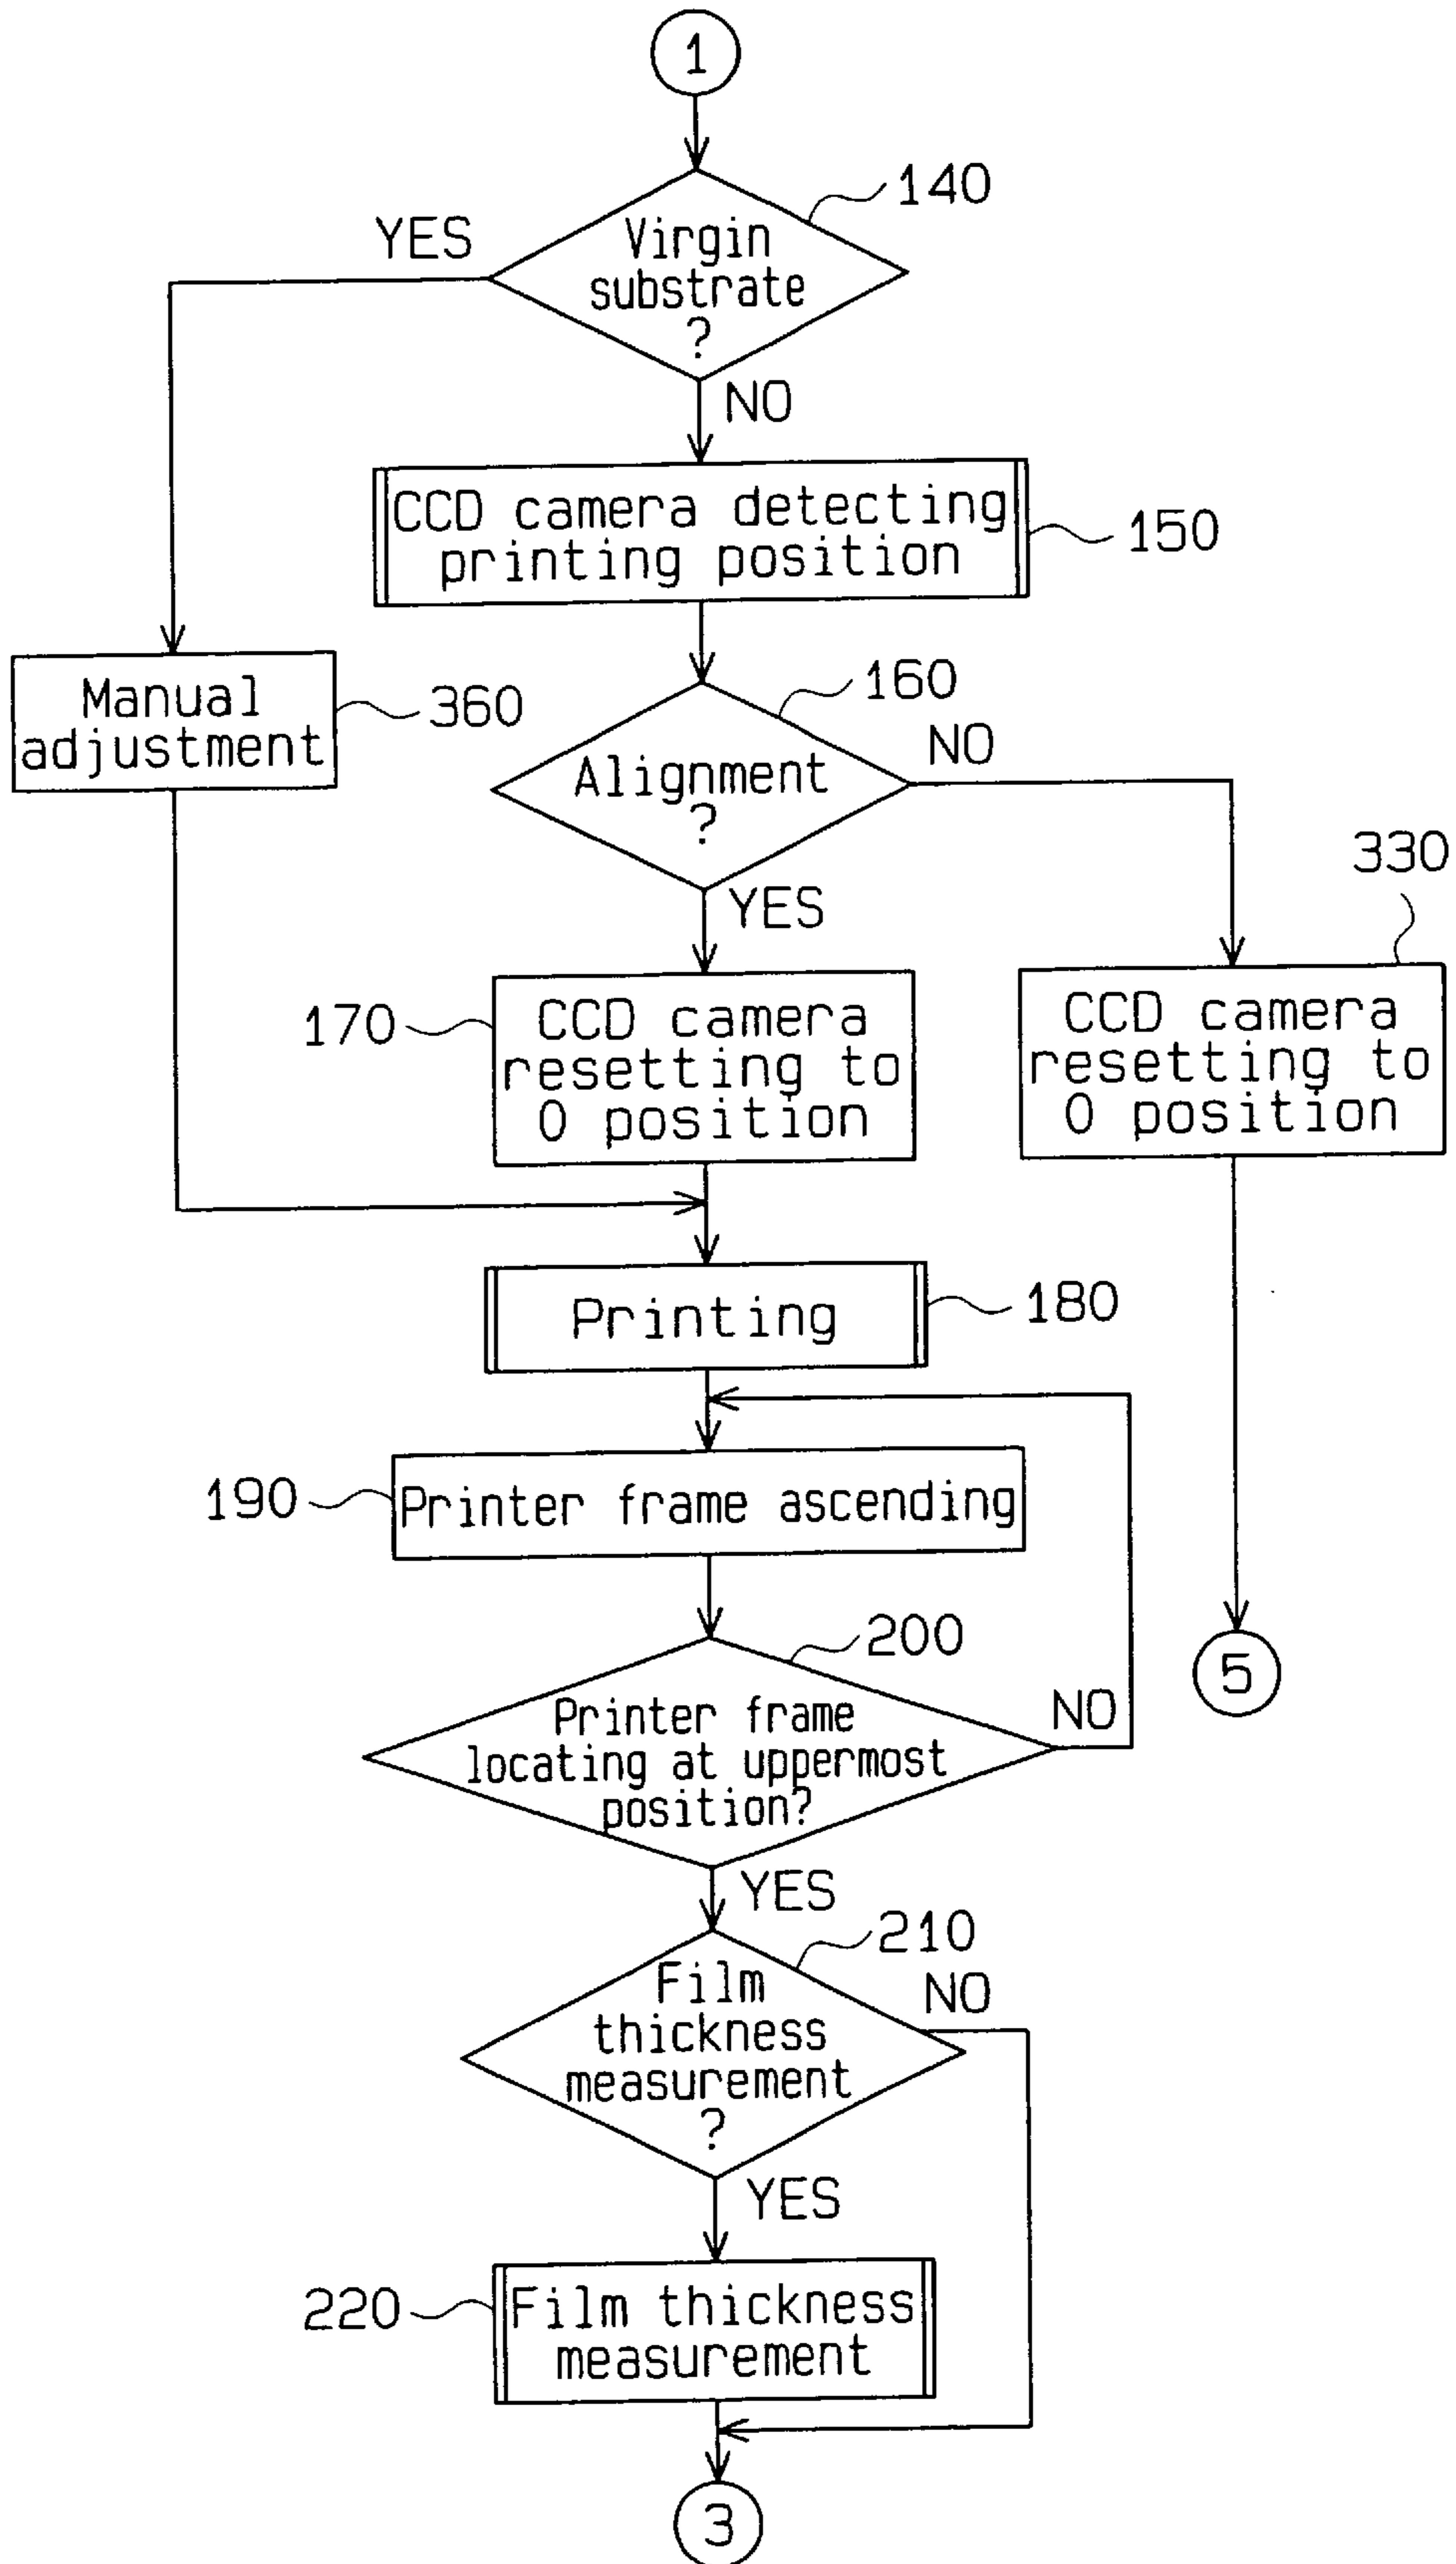 1
140
YES
Virgin
substrate
?
NO
CCD camera detecting
printing position
150
160
Manual
adjustment
360
NO
Alignment
?
330
YES
170
CCD camera
resetting to
0 position
CCD camera
resetting to
0 position
Printing
180
190
Printer frame ascending
200
5
NO
Printer frame
locating at uppermost
position?
YES
210
NO
Film
thickness
measurement
?
YES
220
Film thickness
measurement
3